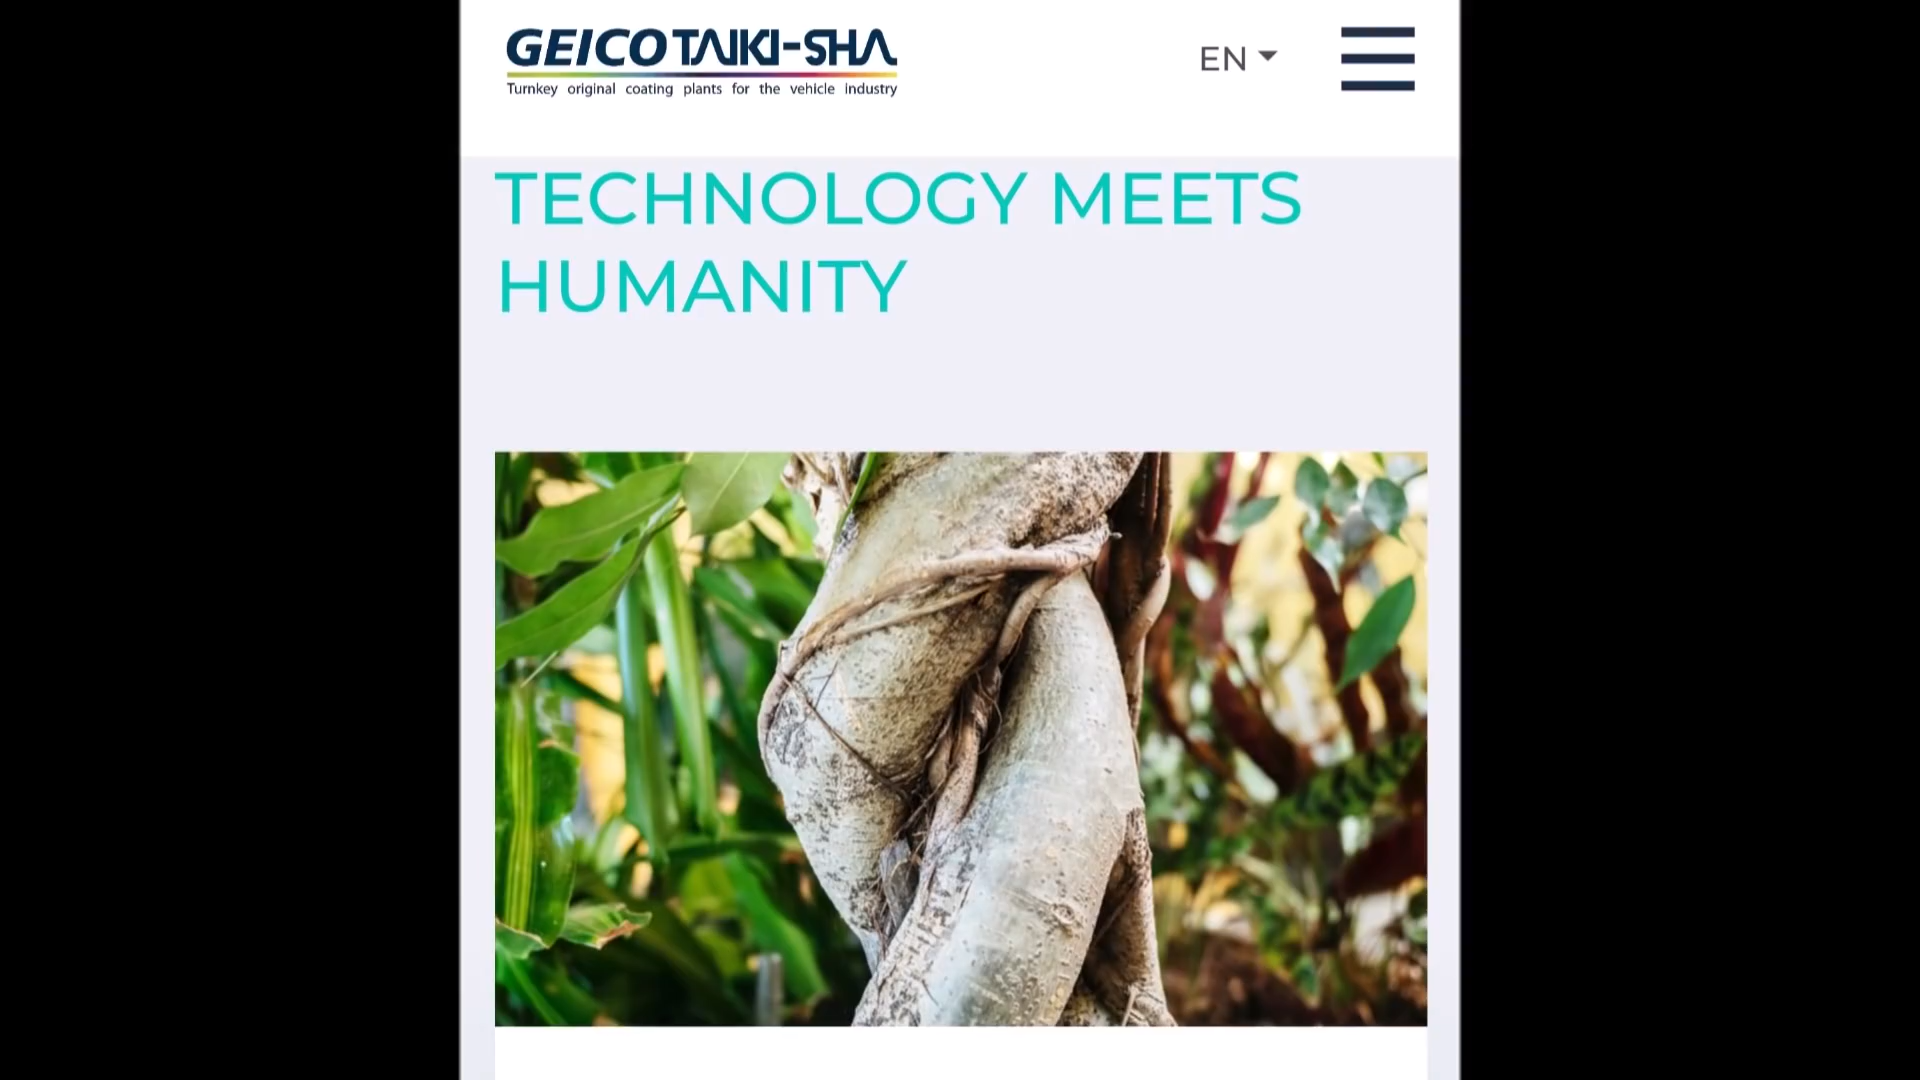 GEICO TAIKI-SHA
Turnkey original coating plants for the vehicle industry
EN
TECHNOLOGY MEETS
HUMANITY